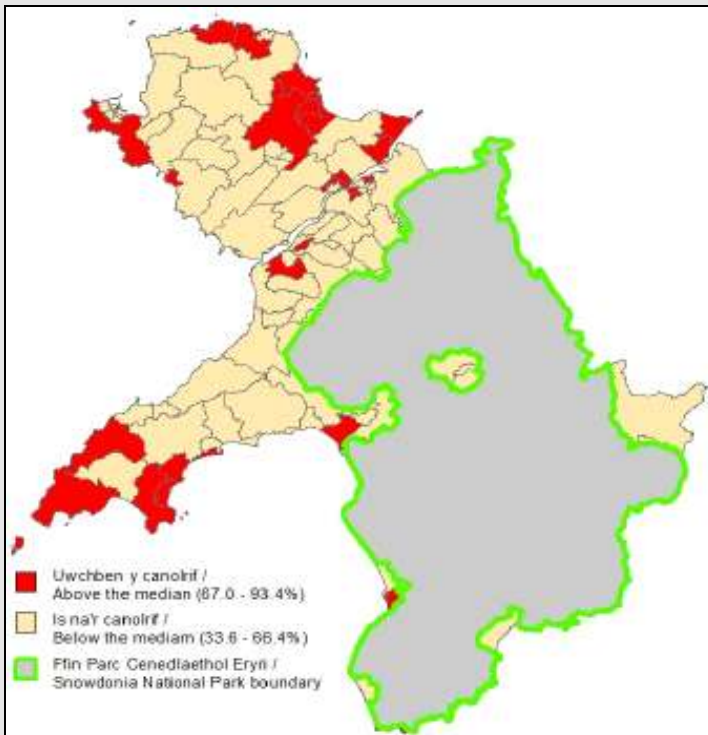 Uwchben y canolrif /
Above the median (67.0 - 93.4%)
Is na'r canolrif /
Below the mediam (33.6 - 66.4%)
Ffin Parc Cenedlaethol Eryri /
Snowdonia National Park boundary